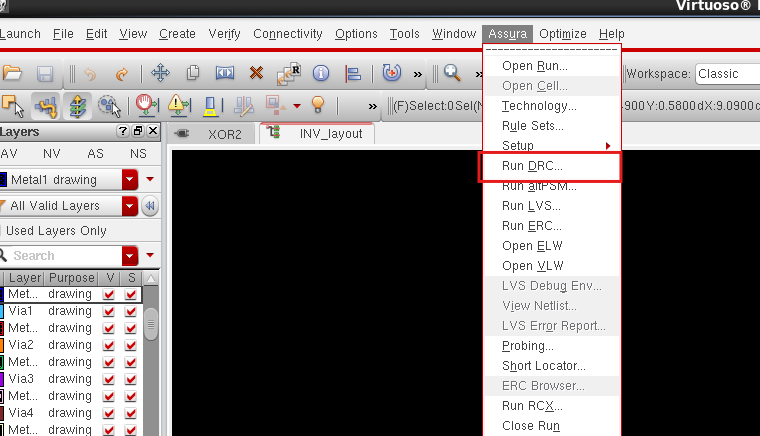 Virtuoso®
Launch File Edit View Create Verify Connectivity Options Tools Window Assura Optimize Help
Workspace: Classic
(F)Select:0 Sel(
900 Y:0.5800 dX:9.0900
Layers
AV NV AS NS
Metal1 drawing
All Valid Layers
Used Layers Only
Search
Layer Purpose V S
Met... drawing
Via1 drawing
Met... drawing
Via2 drawing
Met... drawing
Via3 drawing
Met... drawing
Via4 drawing
Met... drawing
XOR2 INV_layout
Open Run...
Open Cell...
Technology...
Rule Sets...
Setup
Run DRC...
Run altPSM...
Run LVS...
Run ERC...
Open ELW
Open VLW
LVS Debug Env...
View Netlist...
LVS Error Report...
Probing...
Short Locator...
ERC Browser...
Run RCX...
Close Run